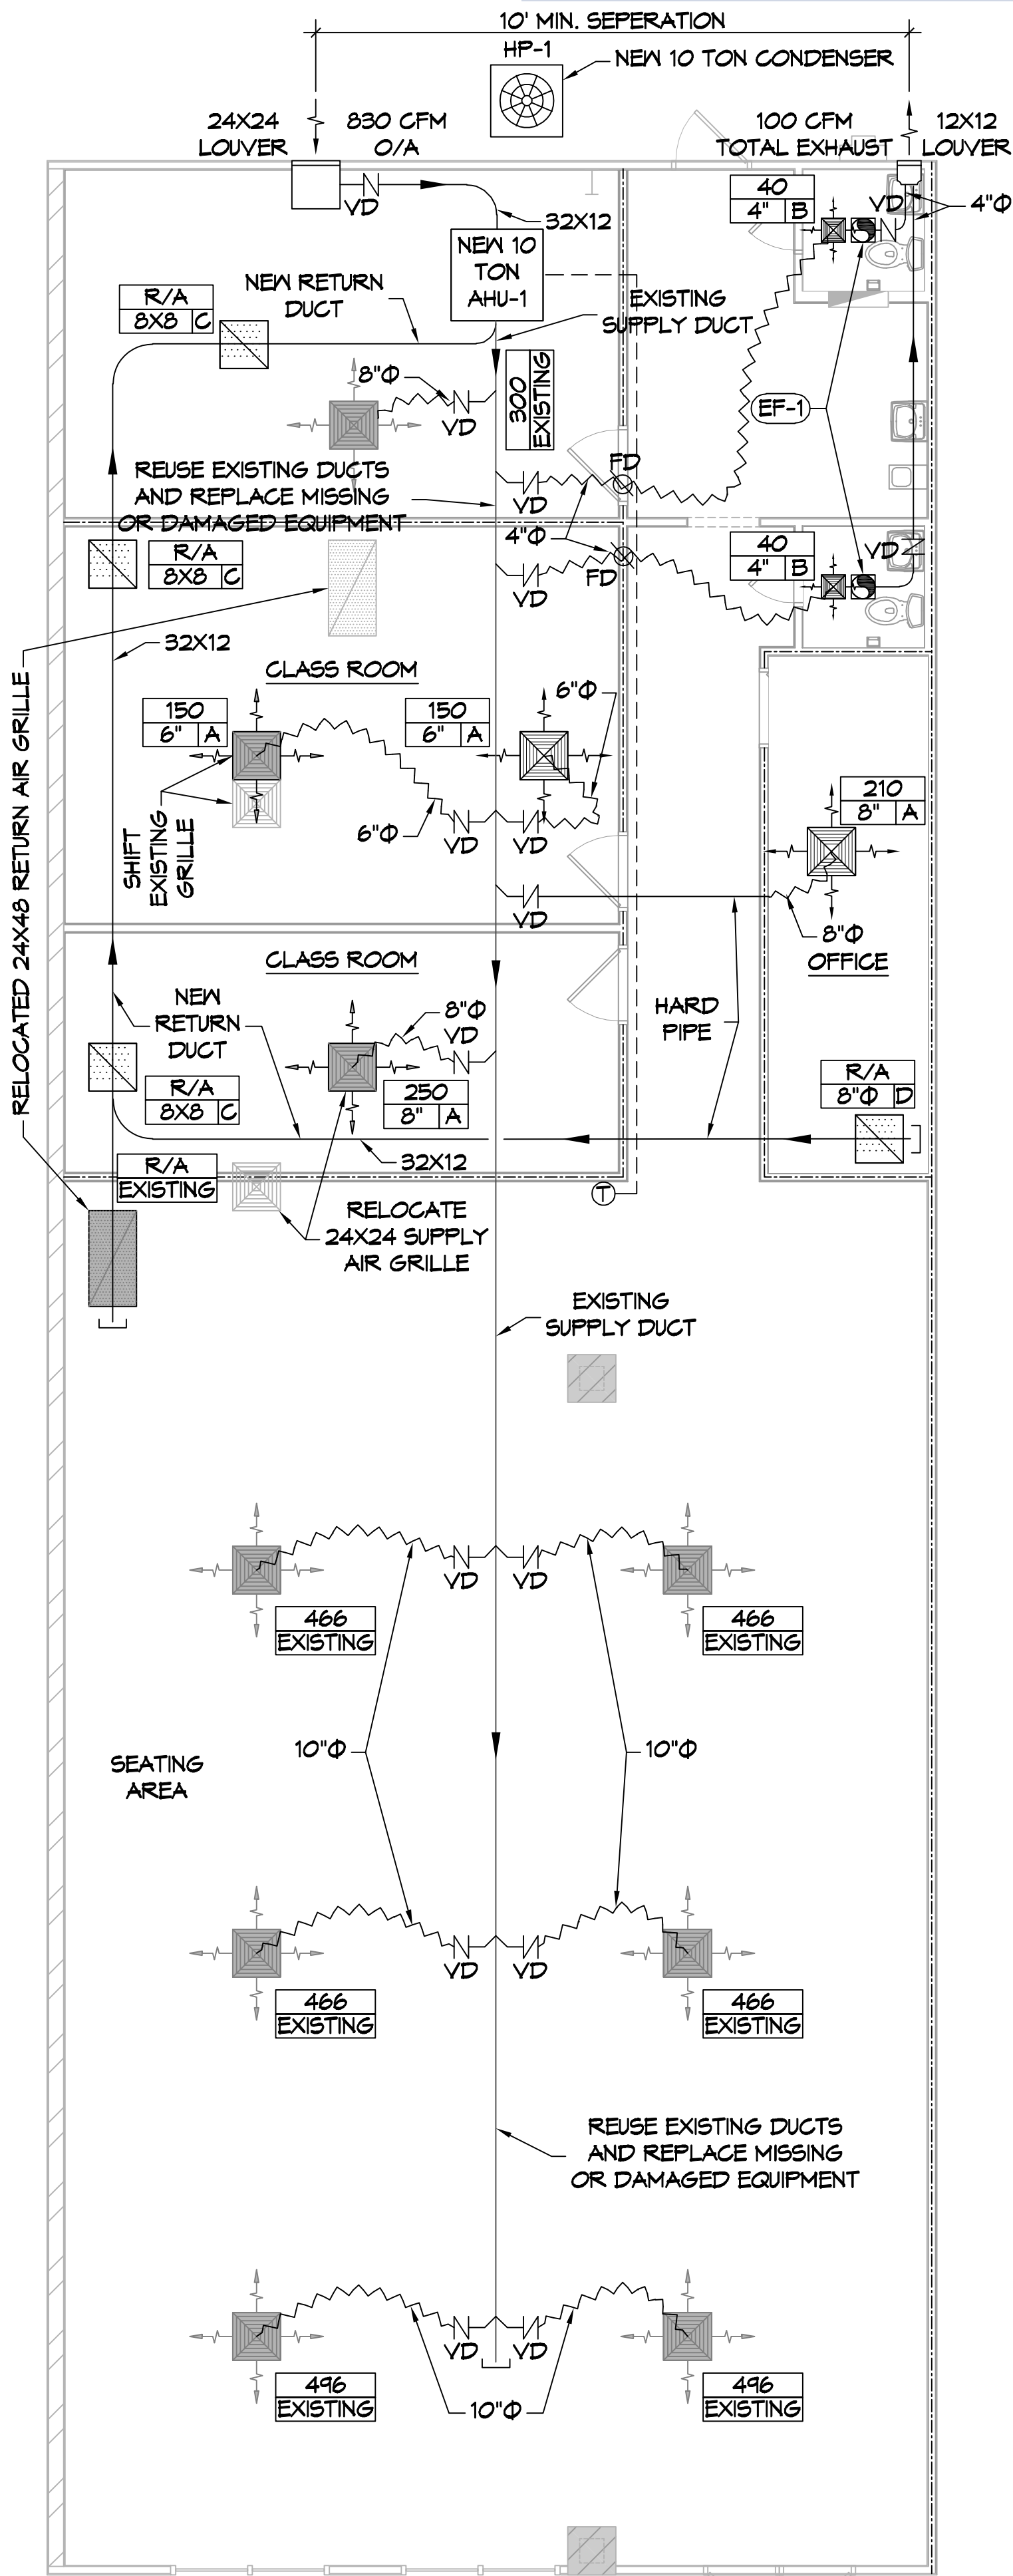 10' MIN. SEPERATION
HP-1
NEW 10 TON CONDENSER
24X24
LOUVER
830 CFM
O/A
100 CFM
TOTAL EXHAUST
12X12
LOUVER
VD
32X12
40
4" B
VD
4"Φ
NEW 10
TON
AHU-1
NEW RETURN
DUCT
R/A
8X8 C
EXISTING
SUPPLY DUCT
8"Φ
VD
300
EXISTING
EF-1
REUSE EXISTING DUCTS
AND REPLACE MISSING
OR DAMAGED EQUIPMENT
VD
FD
4"Φ
R/A
8X8 C
VD
FD
40
4" B
VD
32X12
CLASS ROOM
RELOCATED 24X48 RETURN AIR GRILLE
150
6" A
150
6" A
6"Φ
SHIFT
EXISTING
GRILLE
6"Φ
VD
VD
210
8" A
VD
8"Φ
OFFICE
CLASS ROOM
NEW
RETURN
DUCT
8"Φ
VD
HARD
PIPE
R/A
8X8 C
250
8" A
R/A
8"Φ D
32X12
R/A
EXISTING
T
RELOCATE
24X24 SUPPLY
AIR GRILLE
EXISTING
SUPPLY DUCT
VD
VD
466
EXISTING
466
EXISTING
10"Φ
10"Φ
SEATING
AREA
VD
VD
466
EXISTING
466
EXISTING
REUSE EXISTING DUCTS
AND REPLACE MISSING
OR DAMAGED EQUIPMENT
VD
VD
496
EXISTING
10"Φ
496
EXISTING